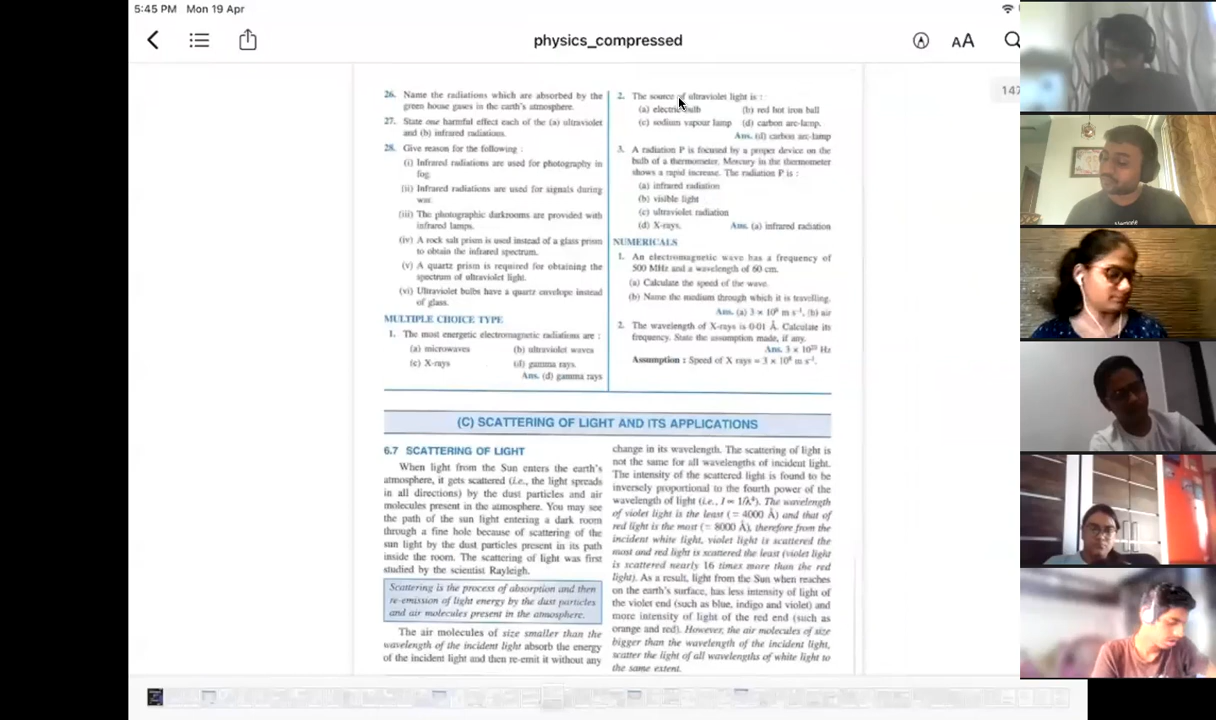 5:45 PM Mon 19 Apr
physics_compressed
AA
147
26. Name the radiations which are absorbed by the
green house gases in the earth's atmosphere.
27. State one harmful effect each of the (a) ultraviolet
and (b) infrared radiations.
28. Give reason for the following :
(i) Infrared radiations are used for photography in
fog.
(ii) Infrared radiations are used for signals during
war.
(iii) The photographic darkrooms are provided with
infrared lamps.
(iv) A rock salt prism is used instead of a glass prism
to obtain the infrared spectrum.
(v) A quartz prism is required for obtaining the
spectrum of ultraviolet light.
(vi) Ultraviolet bulbs have a quartz envelope instead
of glass.
MULTIPLE CHOICE TYPE
1. The most energetic electromagnetic radiations are :
(a) microwaves (b) ultraviolet waves
(c) X-rays (d) gamma rays.
Ans. (d) gamma rays
2. The source of ultraviolet light is :
(a) electric bulb (b) red hot iron ball
(c) sodium vapour lamp (d) carbon arc-lamp.
Ans. (d) carbon arc-lamp
3. A radiation P is focused by a proper device on the
bulb of a thermometer. Mercury in the thermometer
shows a rapid increase. The radiation P is :
(a) infrared radiation
(b) visible light
(c) ultraviolet radiation
(d) X-rays. Ans. (a) infrared radiation
NUMERICALS
1. An electromagnetic wave has a frequency of
500 MHz and a wavelength of 60 cm.
(a) Calculate the speed of the wave.
(b) Name the medium through which it is travelling.
Ans. (a) 3 × 10⁸ m s⁻¹, (b) air
2. The wavelength of X-rays is 0·01 Å. Calculate its
frequency. State the assumption made, if any.
Ans. 3 × 10²⁰ Hz
Assumption : Speed of X rays = 3 × 10⁸ m s⁻¹.
(C) SCATTERING OF LIGHT AND ITS APPLICATIONS
6.7 SCATTERING OF LIGHT
When light from the Sun enters the earth's
atmosphere, it gets scattered (i.e., the light spreads
in all directions) by the dust particles and air
molecules present in the atmosphere. You may see
the path of the sun light entering a dark room
through a fine hole because of scattering of the
sun light by the dust particles present in its path
inside the room. The scattering of light was first
studied by the scientist Rayleigh.
Scattering is the process of absorption and then
re-emission of light energy by the dust particles
and air molecules present in the atmosphere.
The air molecules of size smaller than the
wavelength of the incident light absorb the energy
of the incident light and then re-emit it without any
change in its wavelength. The scattering of light is
not the same for all wavelengths of incident light.
The intensity of the scattered light is found to be
inversely proportional to the fourth power of the
wavelength of light (i.e., I ∝ 1/λ⁴). The wavelength
of violet light is the least (= 4000 Å) and that of
red light is the most (= 8000 Å), therefore from the
incident white light, violet light is scattered the
most and red light is scattered the least (violet light
is scattered nearly 16 times more than the red
light). As a result, light from the Sun when reaches
on the earth's surface, has less intensity of light of
the violet end (such as blue, indigo and violet) and
more intensity of light of the red end (such as
orange and red). However, the air molecules of size
bigger than the wavelength of the incident light,
scatter the light of all wavelengths of white light to
the same extent.